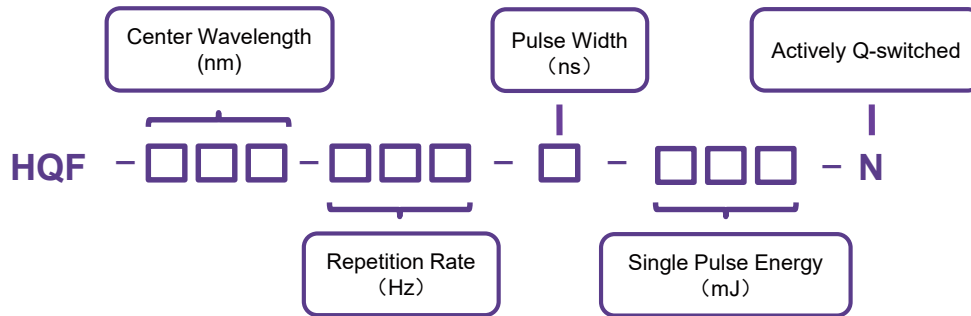 Center Wavelength
(nm)
Pulse Width
（ns）
Actively Q-switched
HQF – □□□ – □□□ – □ – □□□ – N
Repetition Rate
（Hz）
Single Pulse Energy
（mJ）